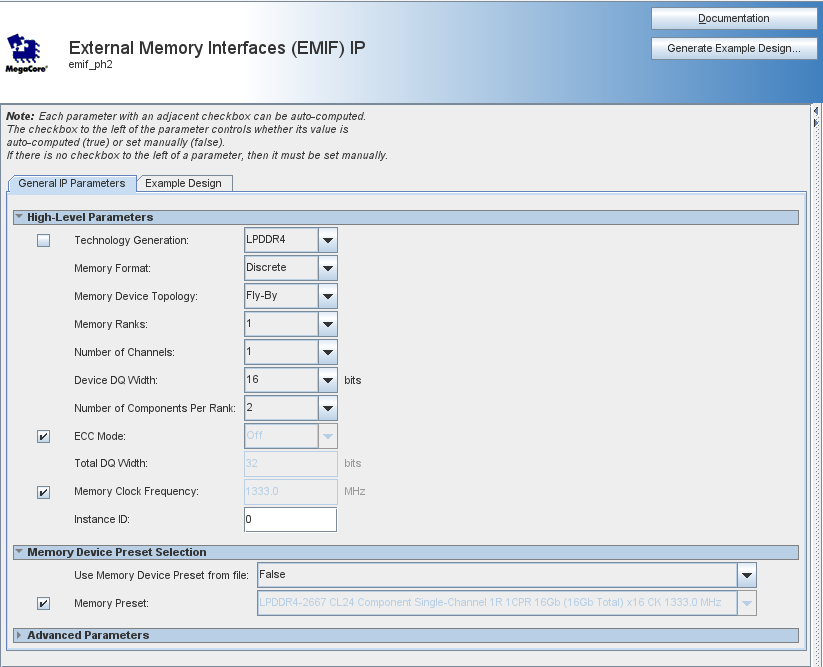 Documentation
Generate Example Design...
MegaCore®
External Memory Interfaces (EMIF) IP
emif_ph2
Note: Each parameter with an adjacent checkbox can be auto-computed.
The checkbox to the left of the parameter controls whether its value is
auto-computed (true) or set manually (false).
If there is no checkbox to the left of a parameter, then it must be set manually.
General IP Parameters Example Design
High-Level Parameters
Technology Generation: LPDDR4
Memory Format: Discrete
Memory Device Topology: Fly-By
Memory Ranks: 1
Number of Channels: 1
Device DQ Width: 16 bits
Number of Components Per Rank: 2
ECC Mode: Off
Total DQ Width: 32 bits
Memory Clock Frequency: 1333.0 MHz
Instance ID: 0
Memory Device Preset Selection
Use Memory Device Preset from file: False
Memory Preset: LPDDR4-2667 CL24 Component Single-Channel 1R 1CPR 16Gb (16Gb Total) x16 CK 1333.0 MHz
Advanced Parameters